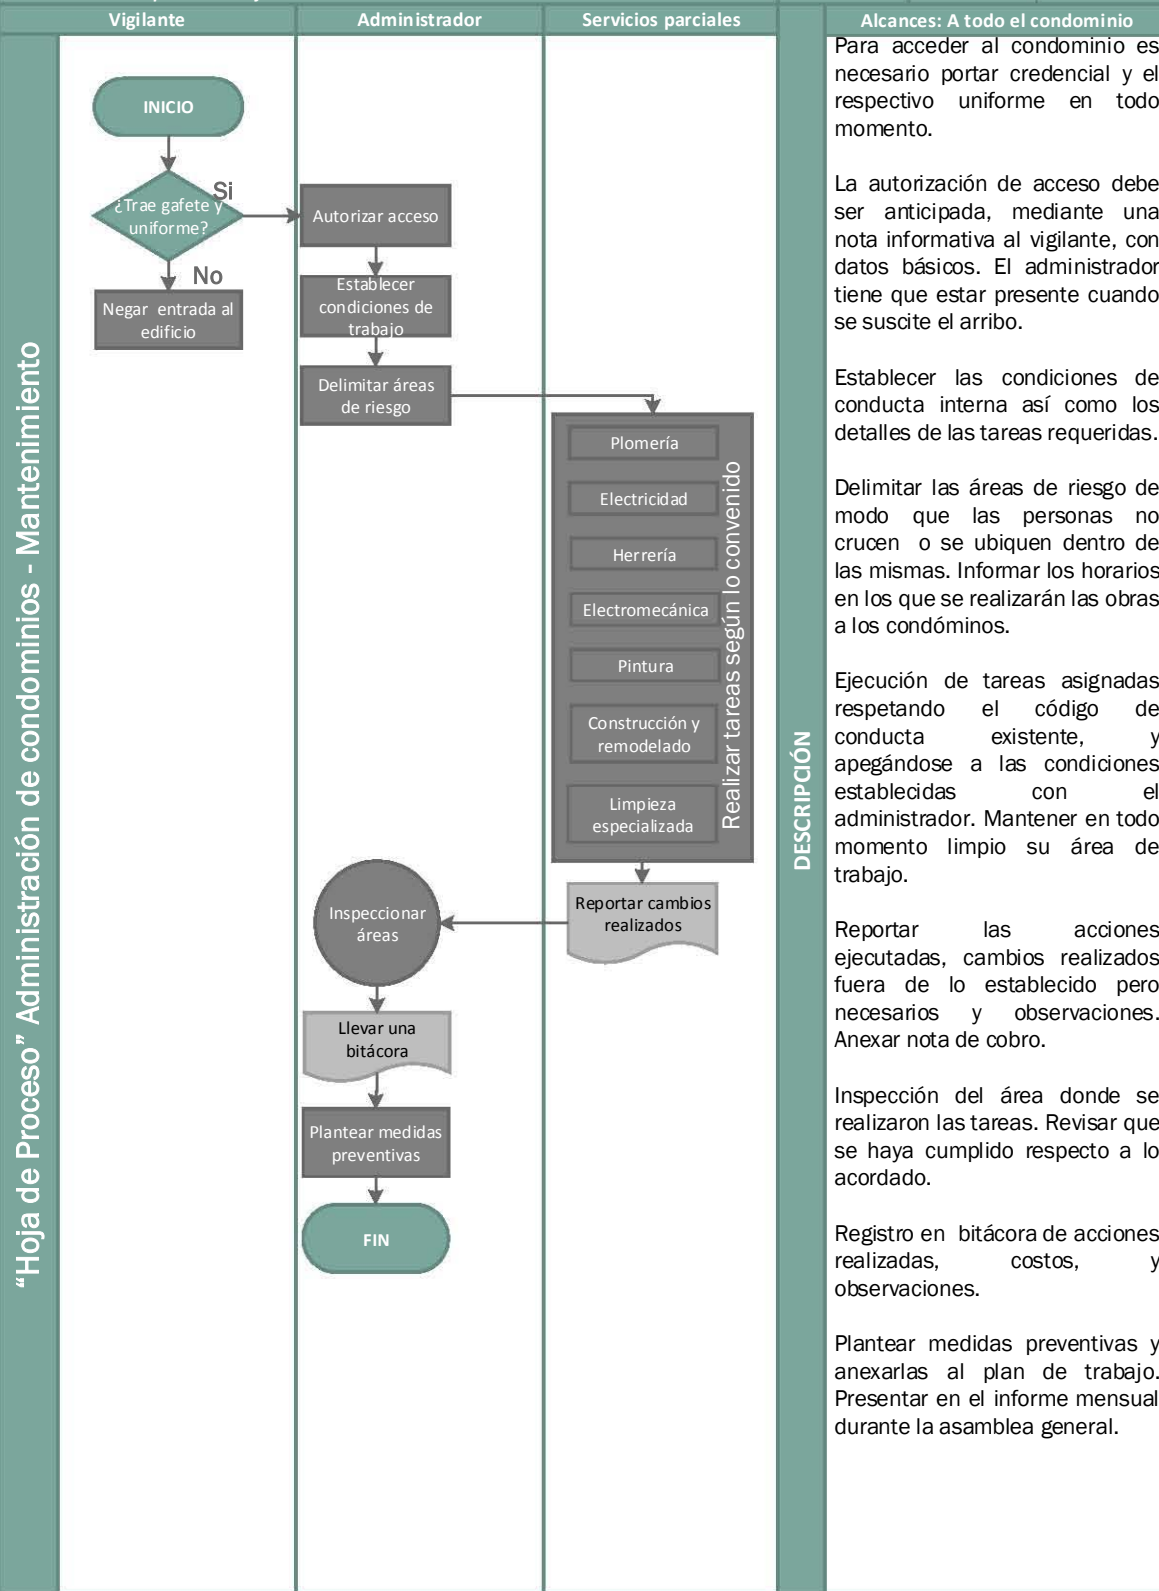 Vigilante
Administrador
Servicios parciales
Alcances: A todo el condominio
“Hoja de Proceso” Administración de condominios - Mantenimiento
INICIO
¿Trae gafete y
uniforme?
Si
No
Negar entrada al
edificio
Autorizar acceso
Establecer
condiciones de
trabajo
Delimitar áreas
de riesgo
Plomería
Electricidad
Herrería
Electromecánica
Pintura
Construcción y
remodelado
Limpieza
especializada
Realizar tareas según lo convenido
Reportar cambios
realizados
Inspeccionar
áreas
Llevar una
bitácora
Plantear medidas
preventivas
FIN
DESCRIPCIÓN
Para acceder al condominio es
necesario portar credencial y el
respectivo uniforme en todo
momento.
La autorización de acceso debe
ser anticipada, mediante una
nota informativa al vigilante, con
datos básicos. El administrador
tiene que estar presente cuando
se suscite el arribo.
Establecer las condiciones de
conducta interna así como los
detalles de las tareas requeridas.
Delimitar las áreas de riesgo de
modo que las personas no
crucen o se ubiquen dentro de
las mismas. Informar los horarios
en los que se realizarán las obras
a los condóminos.
Ejecución de tareas asignadas
respetando el código de
conducta existente, y
apegándose a las condiciones
establecidas con el
administrador. Mantener en todo
momento limpio su área de
trabajo.
Reportar las acciones
ejecutadas, cambios realizados
fuera de lo establecido pero
necesarios y observaciones.
Anexar nota de cobro.
Inspección del área donde se
realizaron las tareas. Revisar que
se haya cumplido respecto a lo
acordado.
Registro en bitácora de acciones
realizadas, costos, y
observaciones.
Plantear medidas preventivas y
anexarlas al plan de trabajo.
Presentar en el informe mensual
durante la asamblea general.